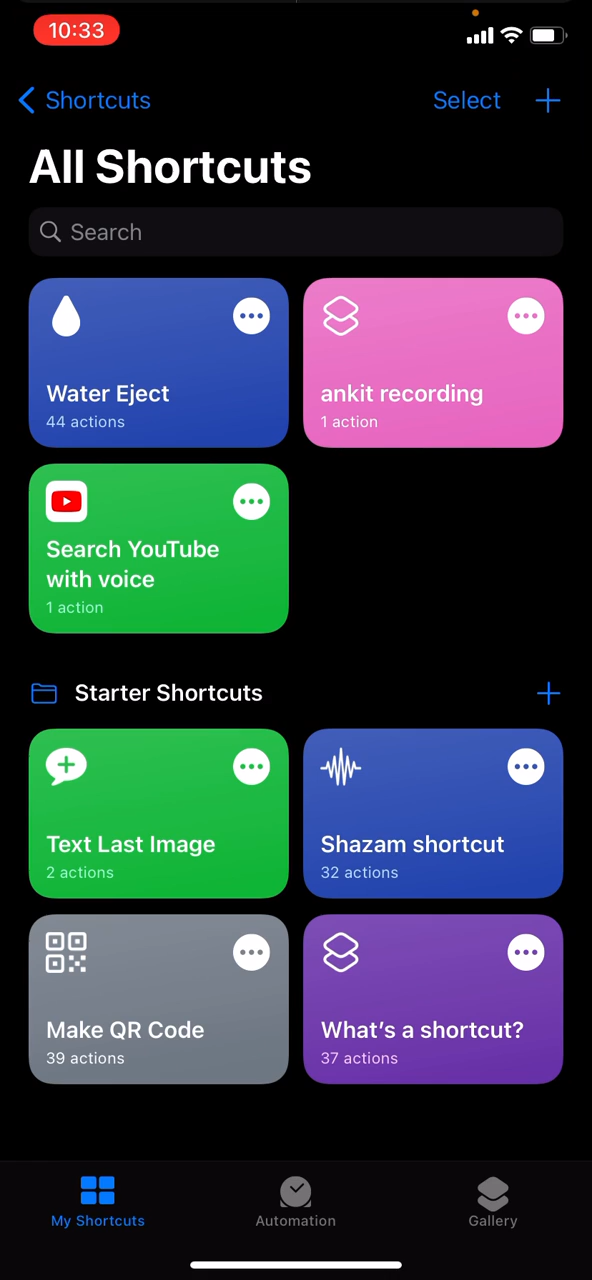 10:33
Shortcuts
Select
All Shortcuts
Search
Water Eject
44 actions
ankit recording
1 action
Search YouTube
with voice
1 action
Starter Shortcuts
Text Last Image
2 actions
Shazam shortcut
32 actions
Make QR Code
39 actions
What's a shortcut?
37 actions
My Shortcuts
Automation
Gallery